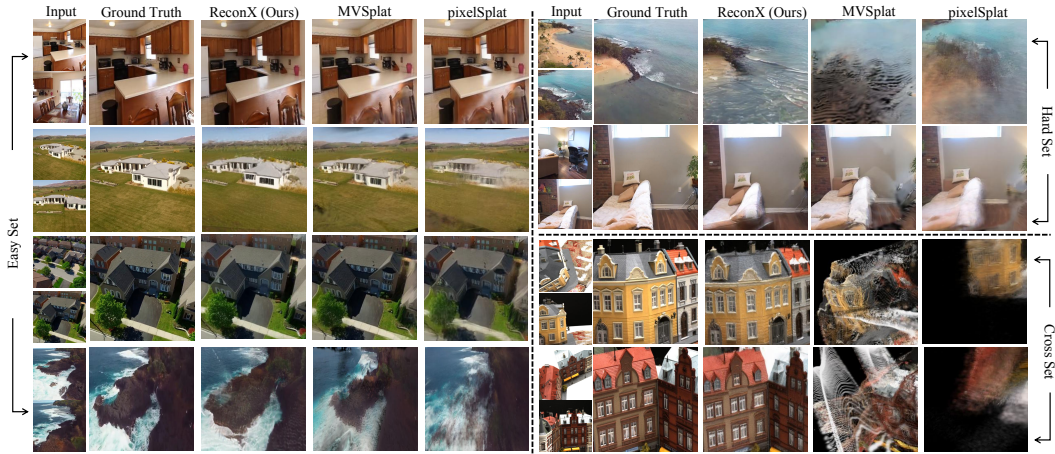 Input Ground Truth ReconX (Ours) MVSplat pixelSplat
Input Ground Truth ReconX (Ours) MVSplat pixelSplat
Easy Set
Hard Set
Cross Set